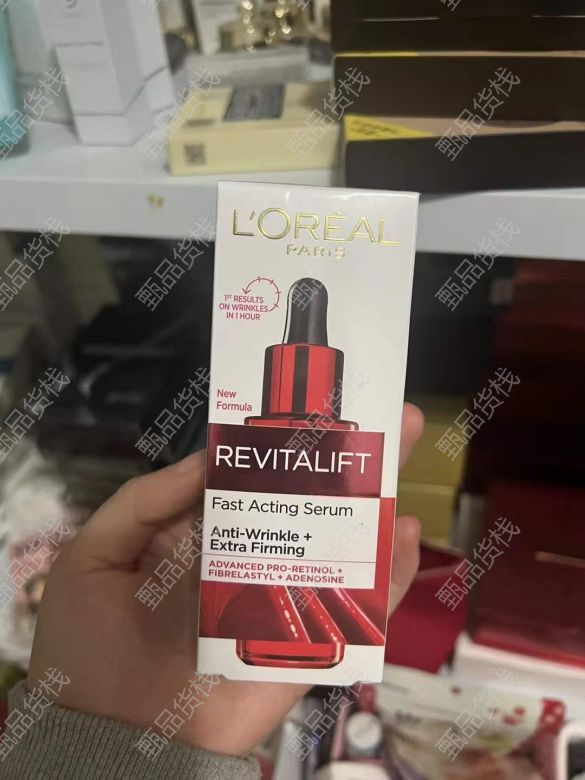 L'ORÉAL
PARIS
1ST RESULTS
ON WRINKLES
IN 1 HOUR
New
Formula
REVITALIFT
Fast Acting Serum
Anti-Wrinkle +
Extra Firming
ADVANCED PRO-RETINOL +
FIBRELASTYL + ADENOSINE
甄品货栈